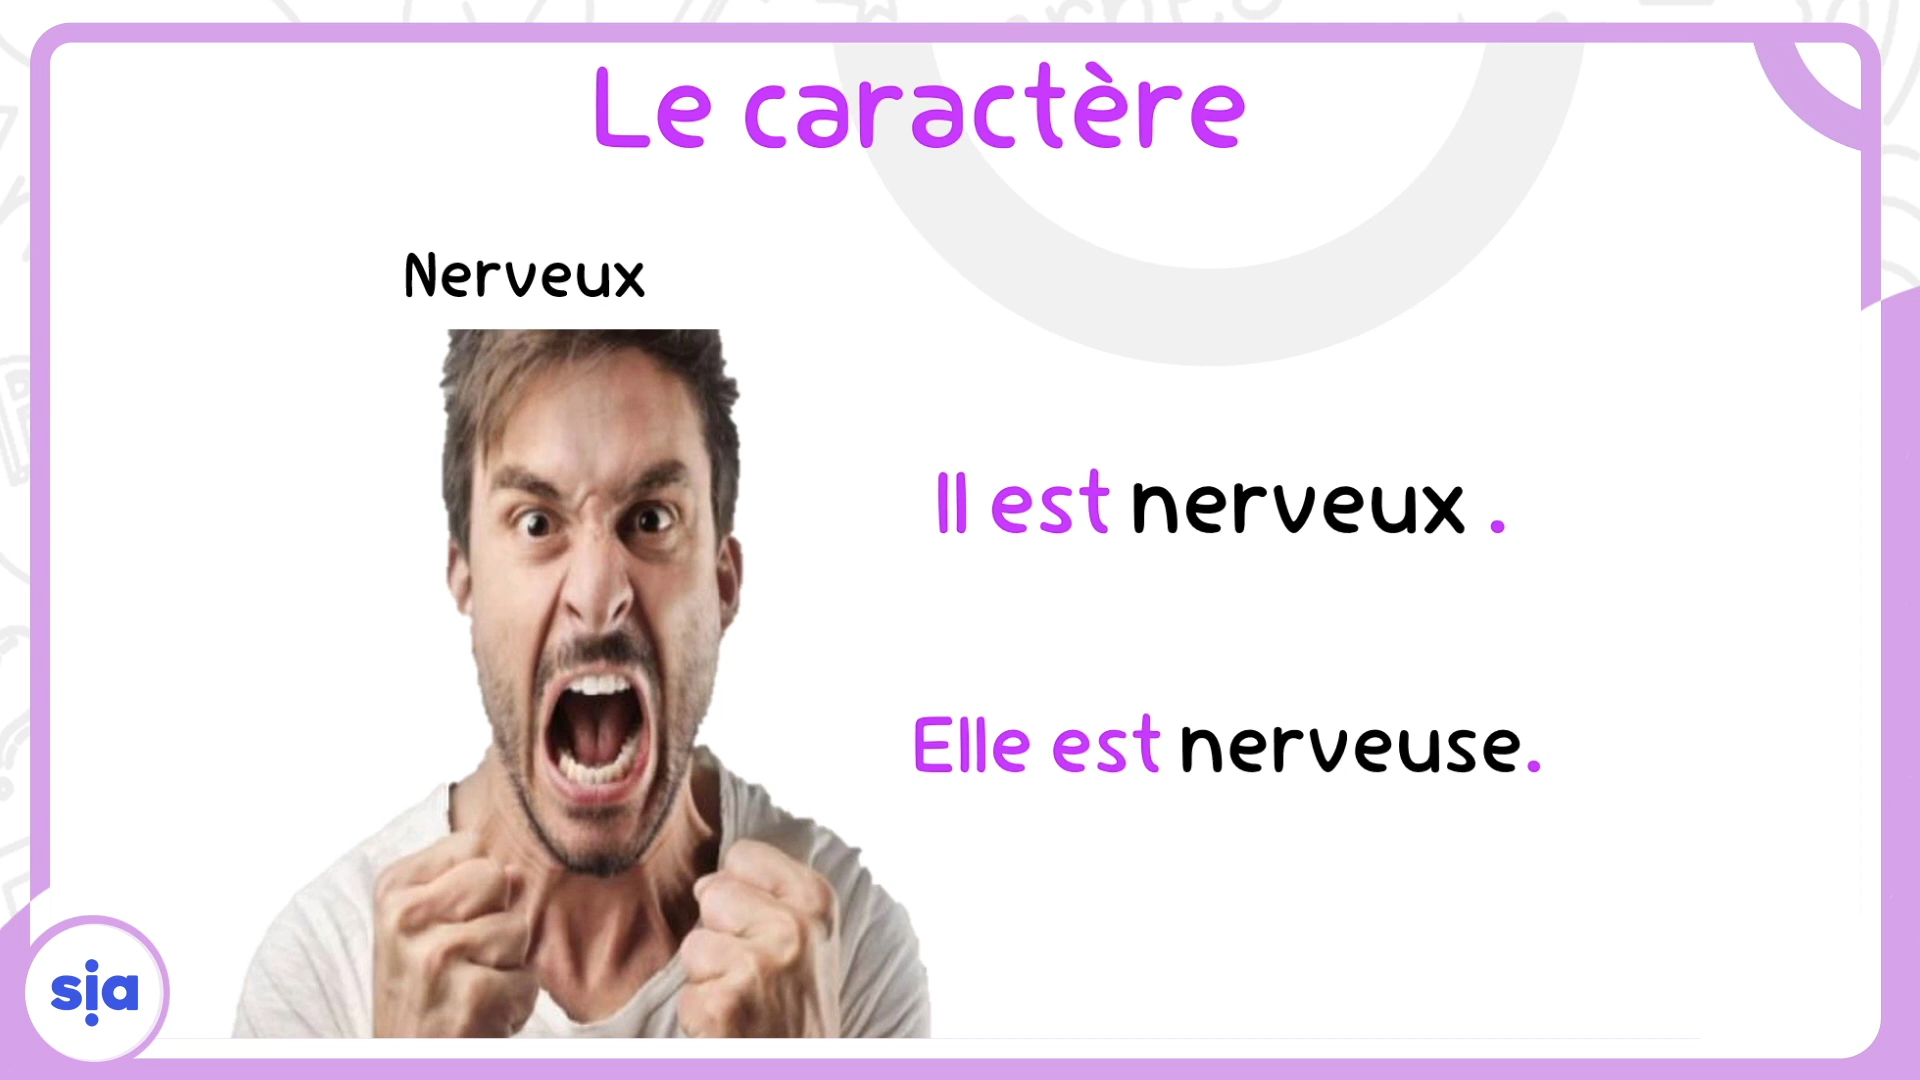 Le caractère
Nerveux
Il est nerveux .
Elle est nerveuse.
sia